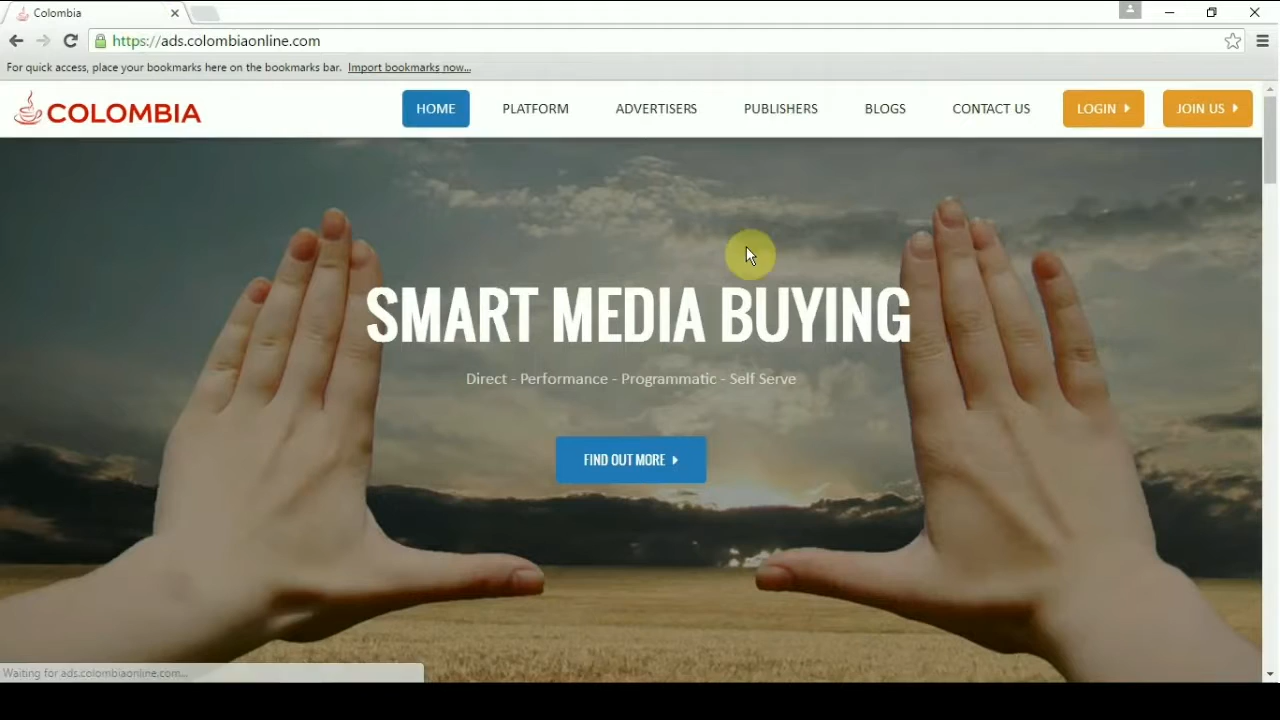 Colombia
https://ads.colombiaonline.com
For quick access, place your bookmarks here on the bookmarks bar. Import bookmarks now...
COLOMBIA
HOME PLATFORM ADVERTISERS PUBLISHERS BLOGS CONTACT US LOGIN JOIN US
SMART MEDIA BUYING
Direct - Performance - Programmatic - Self Serve
FIND OUT MORE
Waiting for ads.colombiaonline.com...